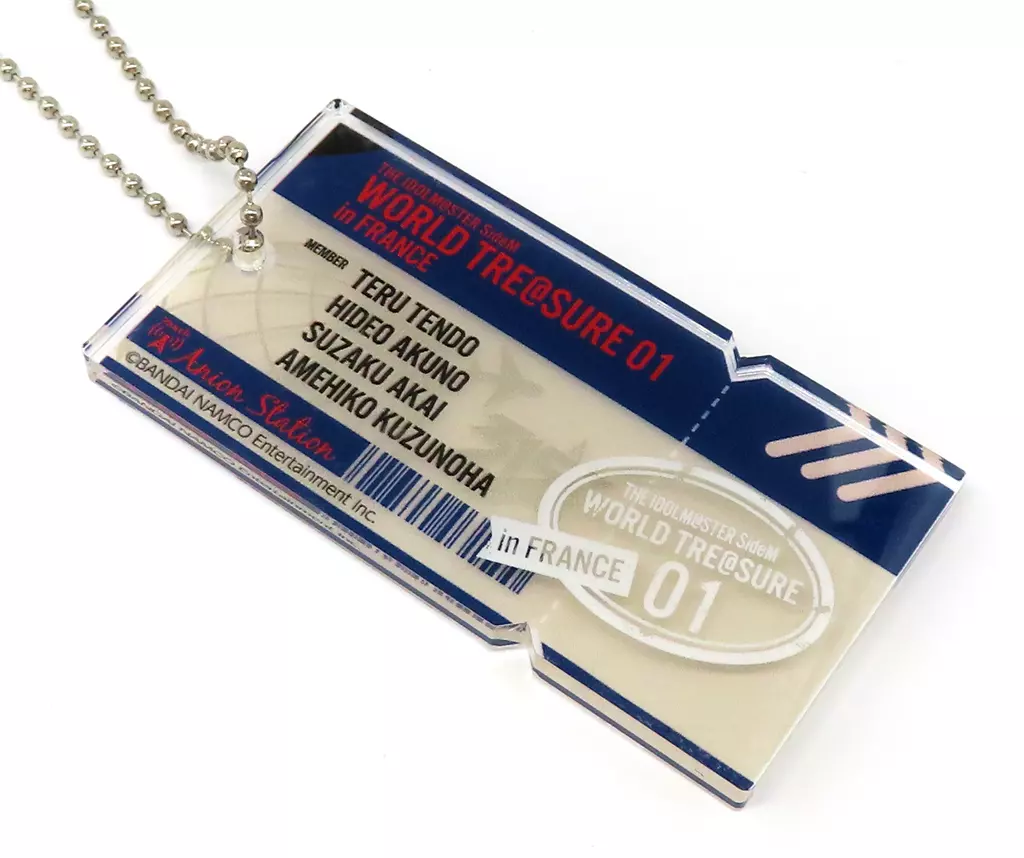 THE IDOLM@STER SideM
WORLD TRE@SURE 01
in FRANCE
MEMBER
TERU TENDO
HIDEO AKUNO
SUZAKU AKAI
AMEHIKO KUZUNOHA
Anion Station
©BANDAI NAMCO Entertainment Inc.
THE IDOLM@STER SideM
WORLD TRE@SURE
01
in FRANCE